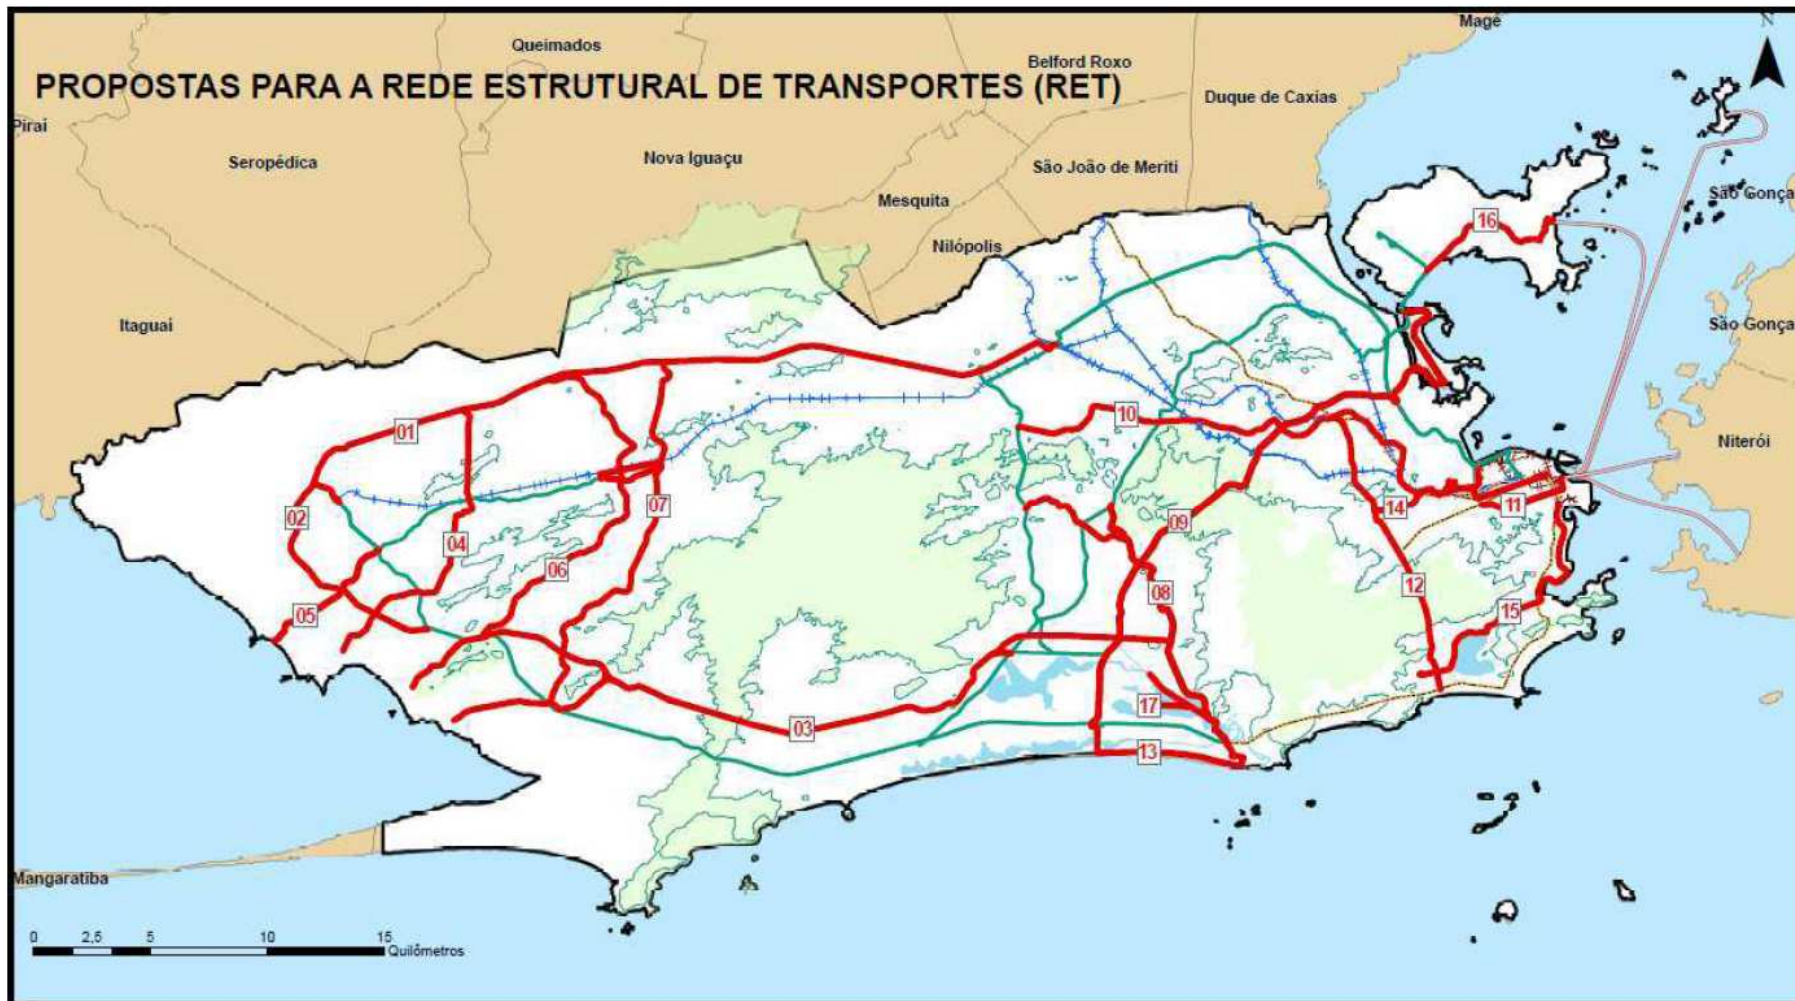 Magé
N
Queimados
Belford Roxo
PROPOSTAS PARA A REDE ESTRUTURAL DE TRANSPORTES (RET)
Duque de Caxias
Piraí
Seropédica
Nova Iguaçu
São João de Meriti
Mesquita
São Gonça
16
Nilópolis
Itaguaí
São Gonça
10
01
Niterói
07
11
14
02
09
04
06
12
08
15
05
17
03
13
Mangaratiba
0 2,5 5 10 15
Quilômetros